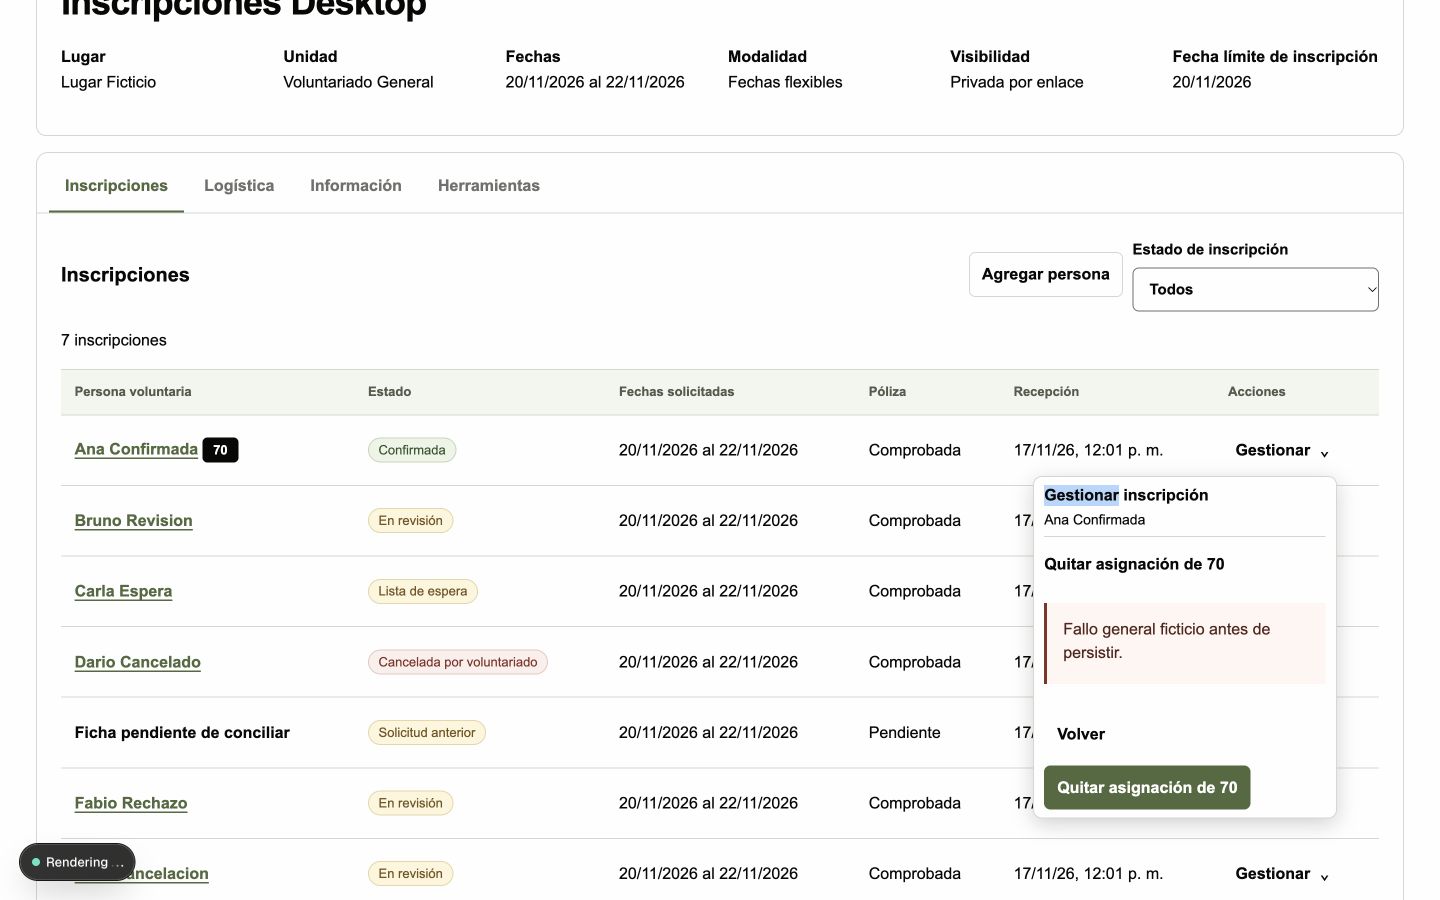 Inscripciones Desktop
Lugar Unidad Fechas Modalidad Visibilidad Fecha límite de inscripción
Lugar Ficticio Voluntariado General 20/11/2026 al 22/11/2026 Fechas flexibles Privada por enlace 20/11/2026
Inscripciones Logística Información Herramientas
Estado de inscripción
Inscripciones Agregar persona Todos
7 inscripciones
Persona voluntaria Estado Fechas solicitadas Póliza Recepción Acciones
Ana Confirmada 70 Confirmada 20/11/2026 al 22/11/2026 Comprobada 17/11/26, 12:01 p. m. Gestionar
Bruno Revision En revisión 20/11/2026 al 22/11/2026 Comprobada 17/
Carla Espera Lista de espera 20/11/2026 al 22/11/2026 Comprobada 17/
Dario Cancelado Cancelada por voluntariado 20/11/2026 al 22/11/2026 Comprobada 17/
Ficha pendiente de conciliar Solicitud anterior 20/11/2026 al 22/11/2026 Pendiente 17/
Fabio Rechazo En revisión 20/11/2026 al 22/11/2026 Comprobada 17/
ancelacion En revisión 20/11/2026 al 22/11/2026 Comprobada 17/11/26, 12:01 p. m. Gestionar
Gestionar inscripción
Ana Confirmada
Quitar asignación de 70
Fallo general ficticio antes de
persistir.
Volver
Quitar asignación de 70
Rendering ...